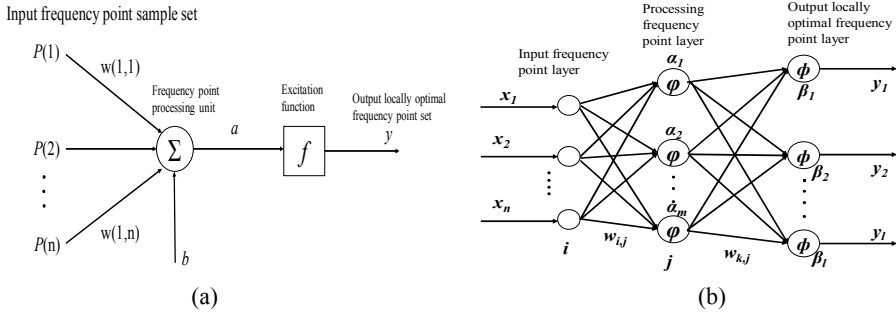 Input frequency point sample set
P(1)
w(1,1)
P(2)
P(n)
w(1,n)
Frequency point
processing unit
Σ
b
a
Excitation
function
f
Output locally optimal
frequency point set
y
(a)
Input frequency
point layer
x1
x2
xn
i
wi,j
Processing
frequency
point layer
α1
φ
α2
φ
αm
φ
j
wk,j
Output locally
optimal frequency
point layer
ϕ
β1
y1
ϕ
β2
y2
ϕ
βl
yl
(b)